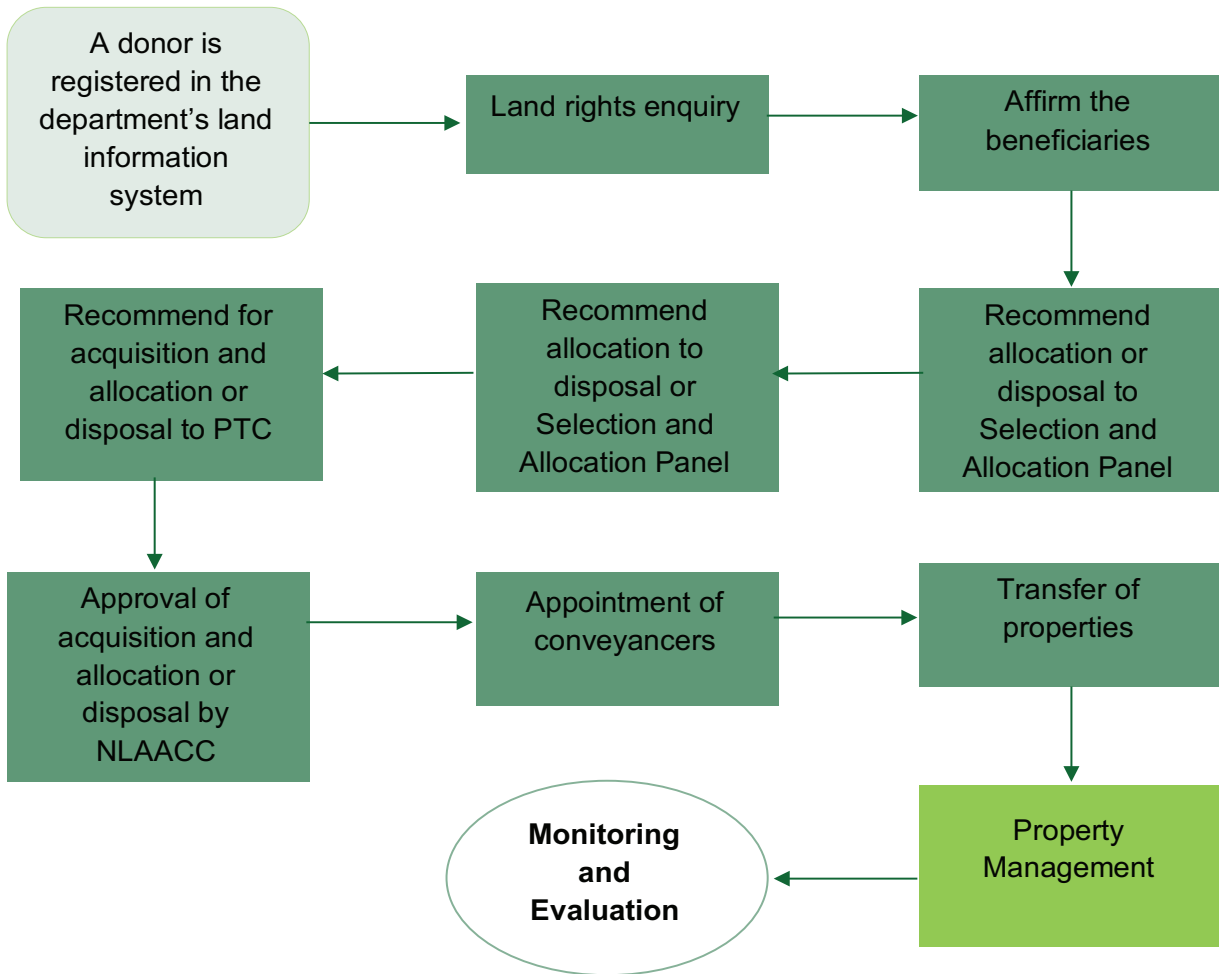 A donor is
registered in the
department’s land
information
system
Land rights enquiry
Affirm the
beneficiaries
Recommend
allocation or
disposal to
Selection and
Allocation Panel
Recommend
allocation to
disposal or
Selection and
Allocation Panel
Recommend for
acquisition and
allocation or
disposal to PTC
Approval of
acquisition and
allocation or
disposal by
NLAACC
Appointment of
conveyancers
Transfer of
properties
Property
Management
Monitoring
and
Evaluation